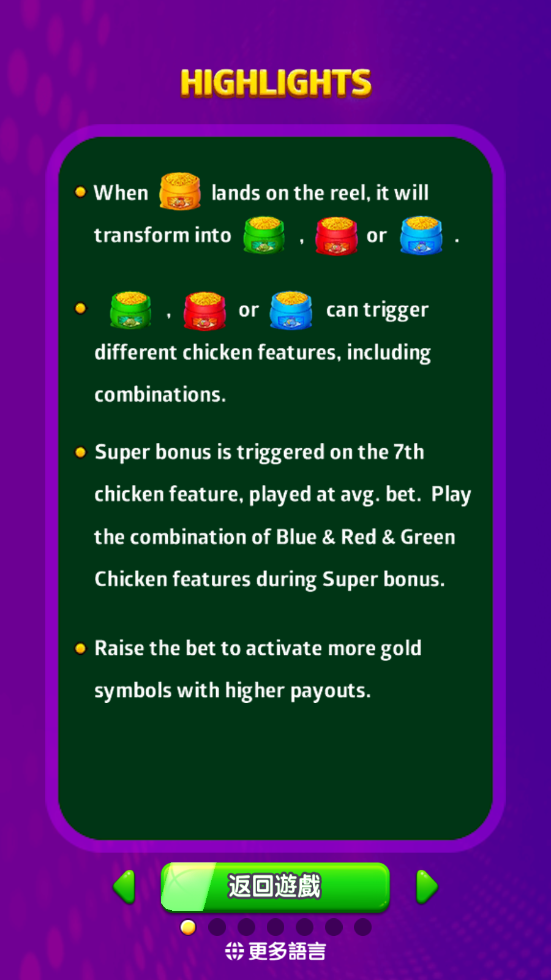 HIGHLIGHTS
When lands on the reel, it will
transform into , or .
, or can trigger
different chicken features, including
combinations.
Super bonus is triggered on the 7th
chicken feature, played at avg. bet. Play
the combination of Blue & Red & Green
Chicken features during Super bonus.
Raise the bet to activate more gold
symbols with higher payouts.
返回遊戲
更多語言